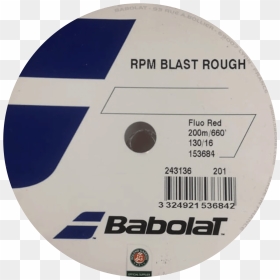 RPM BLAST ROUGH
Fluo Red
200m/660'
130/16
153684
243136 201
3 324921 536842
BabolaT